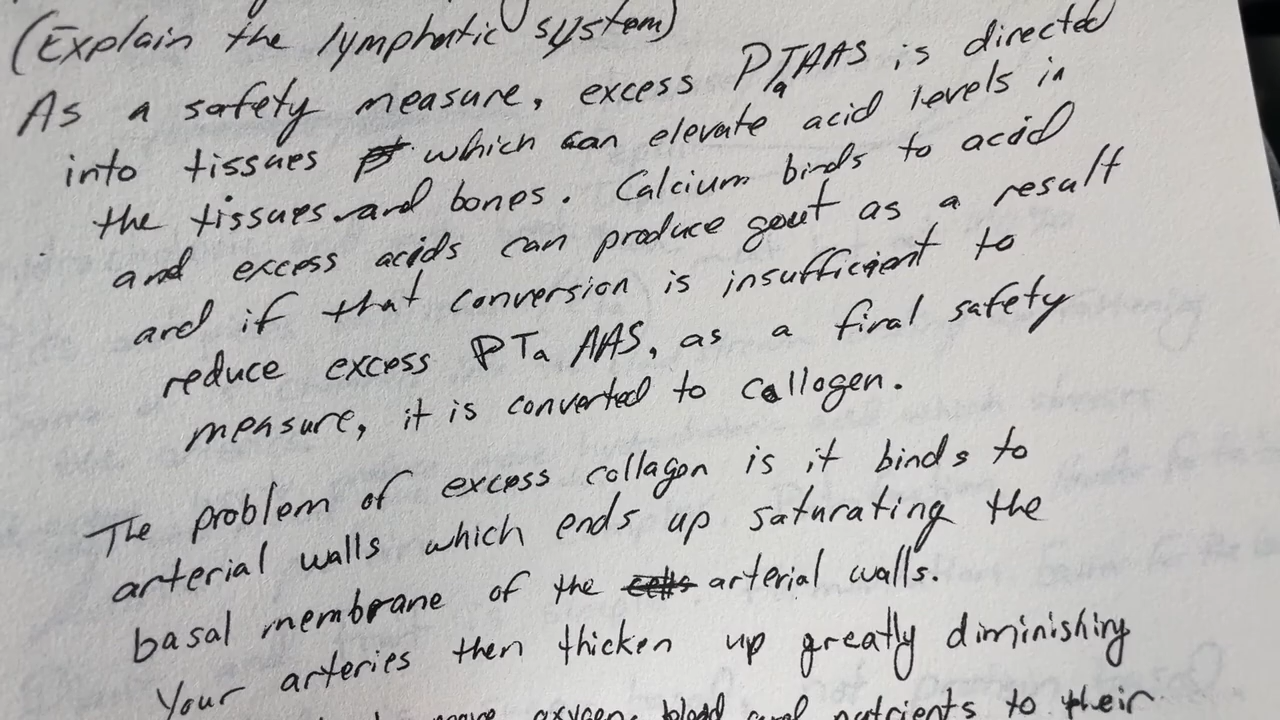 (Explain the lymphatic system)
As a safety measure, excess PTaAAS is directed
into tissues which can elevate acid levels in
the tissues and bones. Calcium binds to acid
and excess acids can produce gout as a result
and if that conversion is insufficient to
reduce excess PTa AAS, as a final safety
measure, it is converted to collogen.
The problem of excess collagen is it binds to
arterial walls which ends up saturating the
basal membrane of the cells arterial walls.
Your arteries then thicken up greatly diminishing
oxygen, blood and nutrients to their